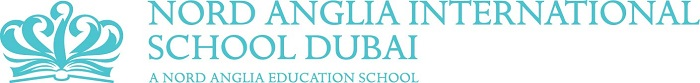 NORD ANGLIA INTERNATIONAL
SCHOOL DUBAI
A NORD ANGLIA EDUCATION SCHOOL